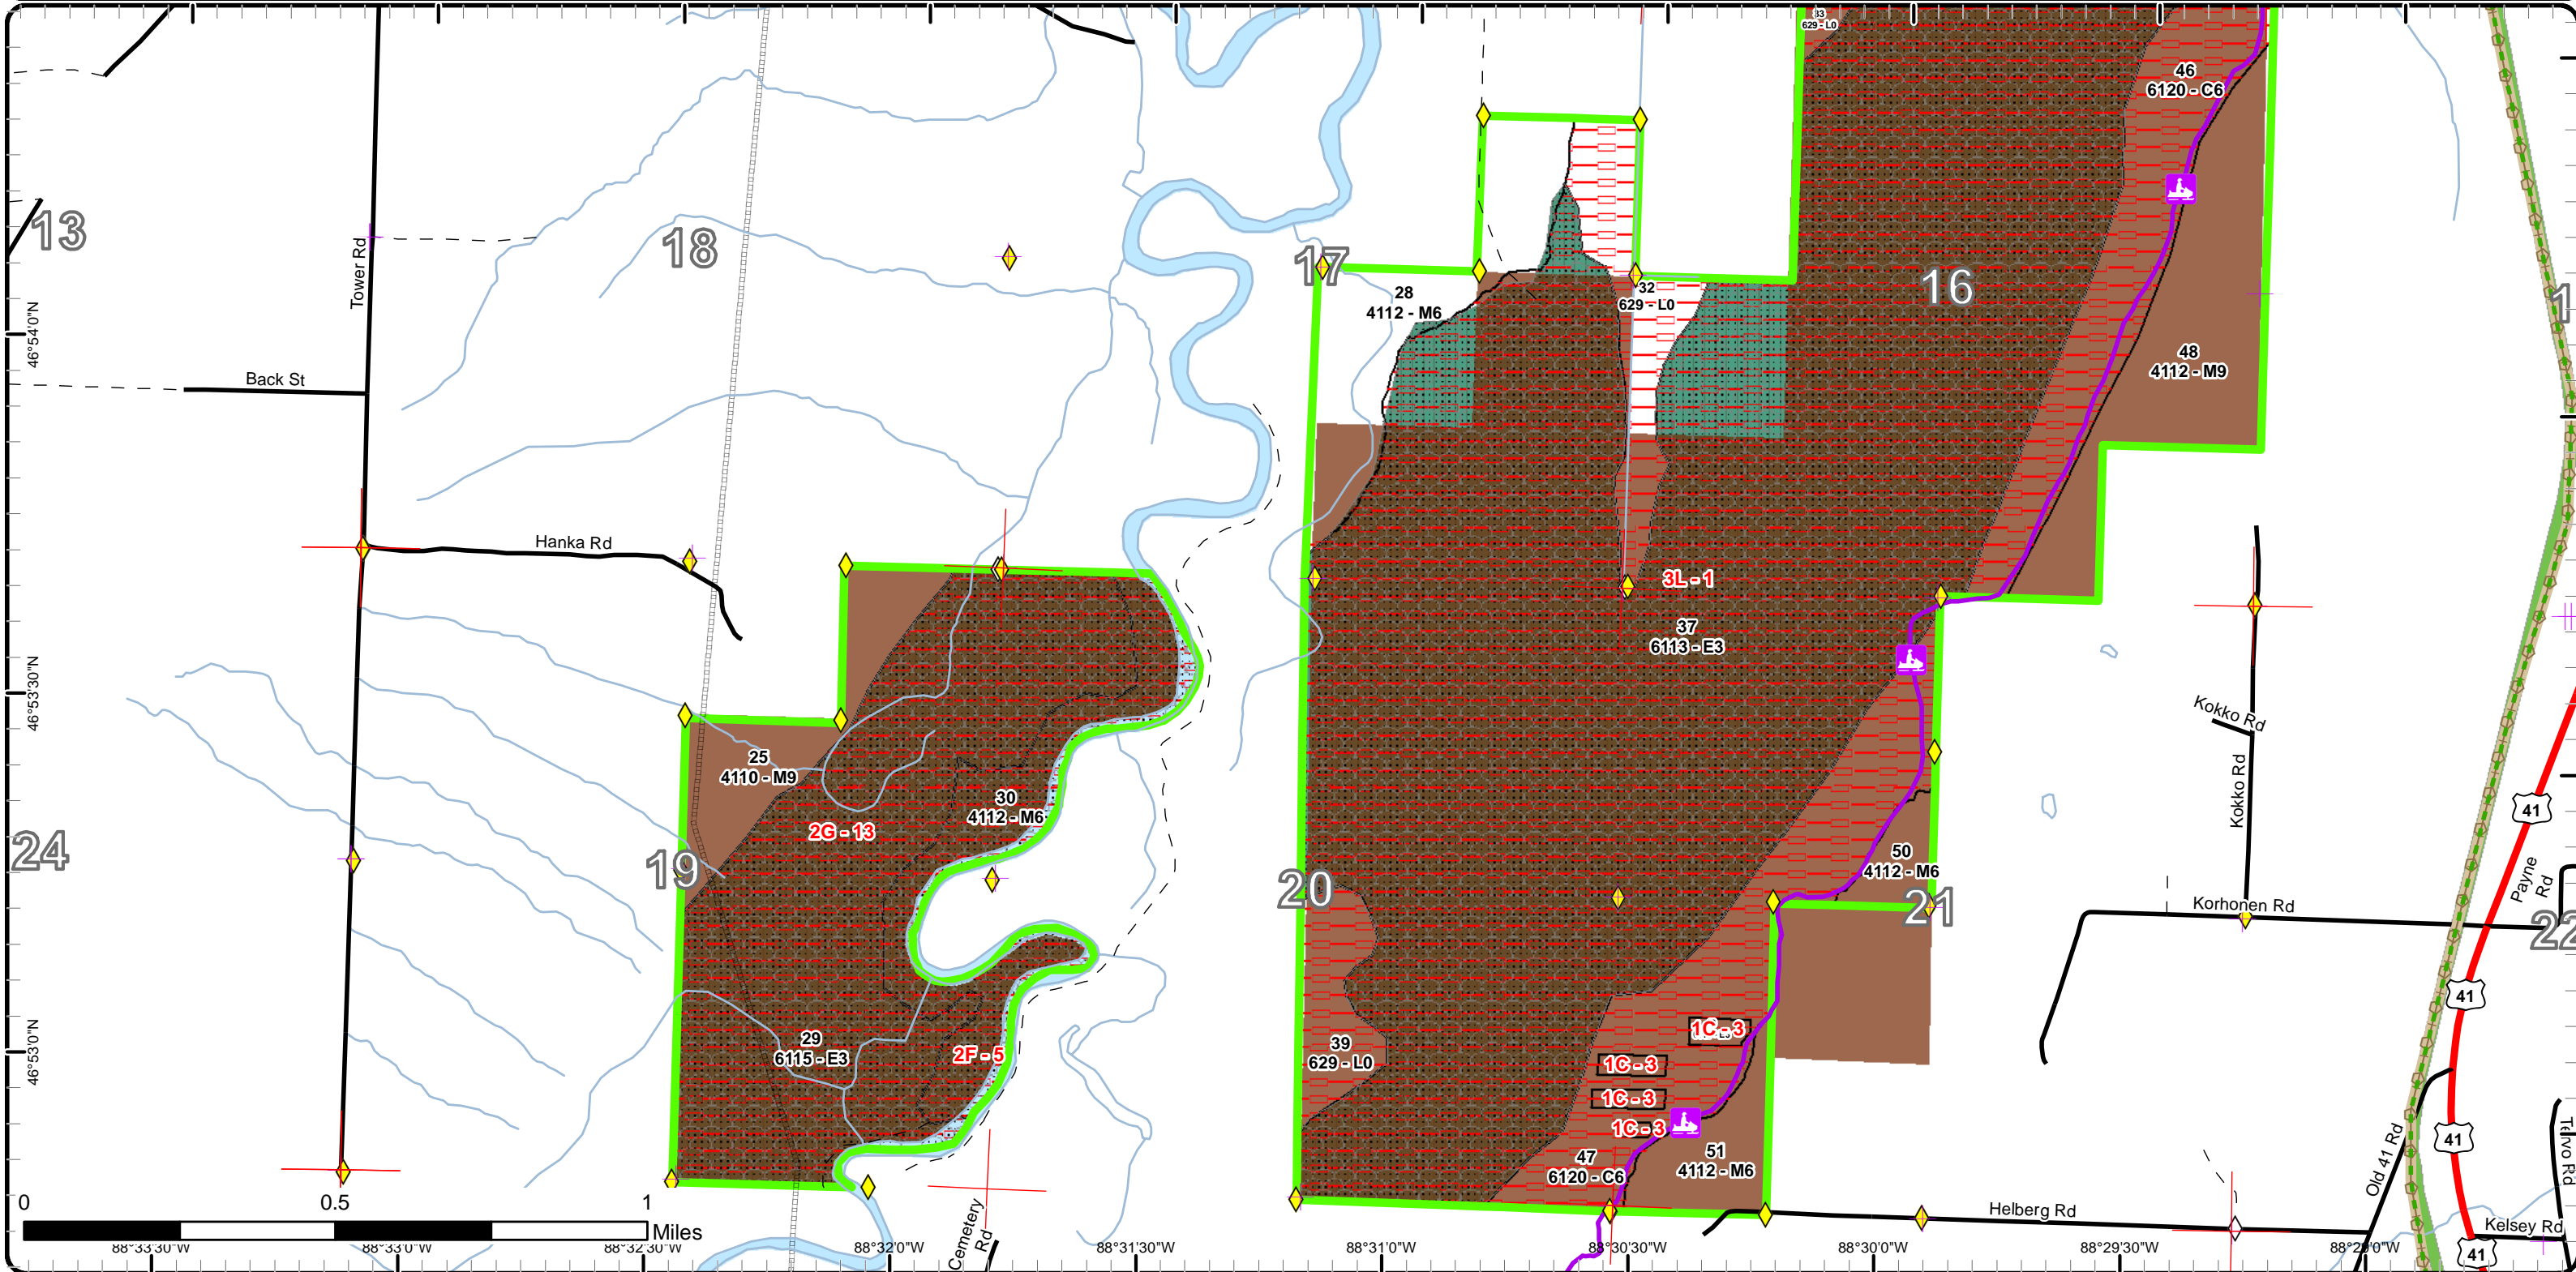 33
629 - L0
46
6120 - C6
13
18
17
16
Tower Rd
28
4112 - M6
32
629 - L0
46°54'0"N
48
4112 - M9
Back St
Hanka Rd
3L - 1
37
6113 - E3
46°53'30"N
Kokko Rd
Kokko Rd
25
4110 - M9
30
4112 - M6
41
2G - 13
24
19
20
50
4112 - M6
21
Payne
Rd
Korhonen Rd
22
41
29
6115 - E3
2F - 5
39
629 - L0
1C - 3
1C - 3
1C - 3
1C - 3
46°53'0"N
41
47
6120 - C6
51
4112 - M6
Old 41 Rd
Tervo Rd
0
0.5
1
Miles
Cemetery
Rd
Helberg Rd
Kelsey Rd
41
88°33'30"W
88°33'0"W
88°32'30"W
88°32'0"W
88°31'30"W
88°31'0"W
88°30'30"W
88°30'0"W
88°29'30"W
88°29'0"W